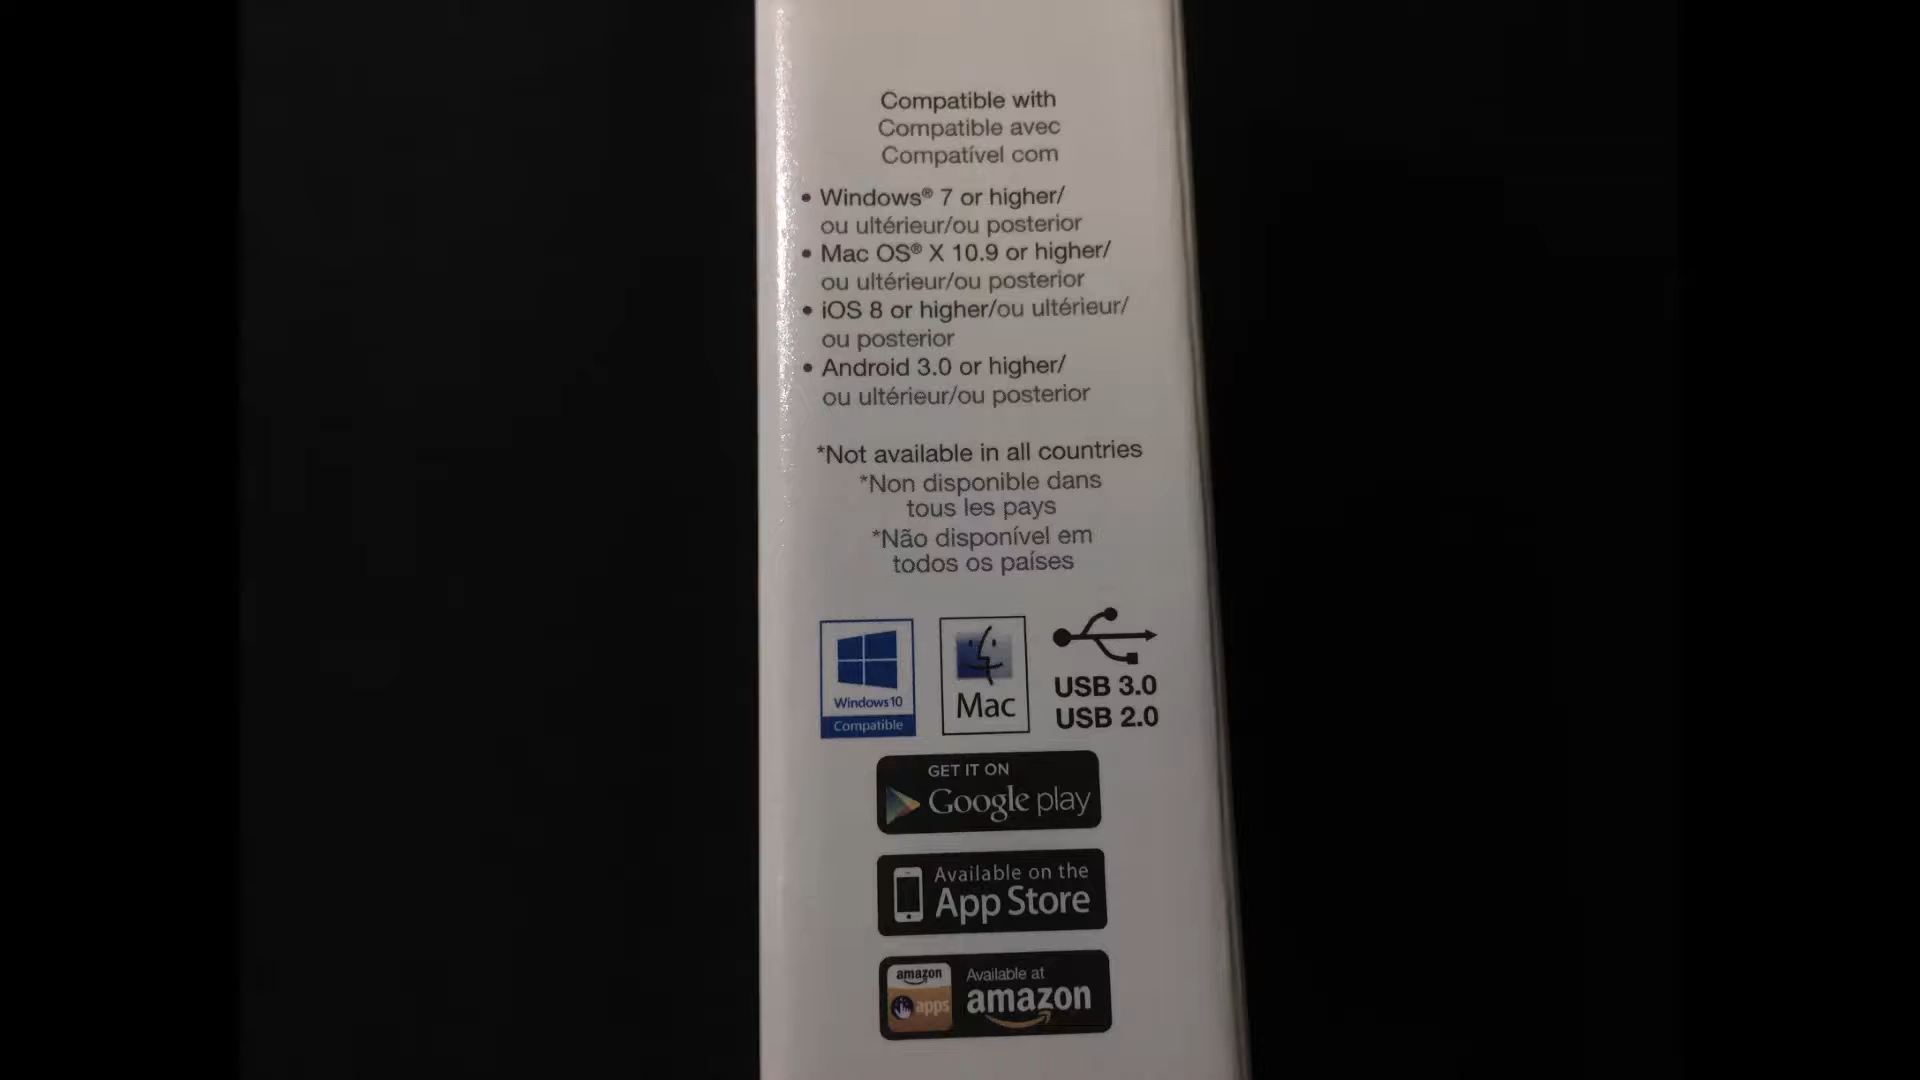 Compatible with
Compatible avec
Compatível com
• Windows® 7 or higher/
ou ultérieur/ou posterior
• Mac OS® X 10.9 or higher/
ou ultérieur/ou posterior
• iOS 8 or higher/ou ultérieur/
ou posterior
• Android 3.0 or higher/
ou ultérieur/ou posterior
*Not available in all countries
*Non disponible dans
tous les pays
*Não disponível em
todos os países
Windows 10
Compatible
Mac
USB 3.0
USB 2.0
GET IT ON
Google play
Available on the
App Store
amazon
apps
Available at
amazon